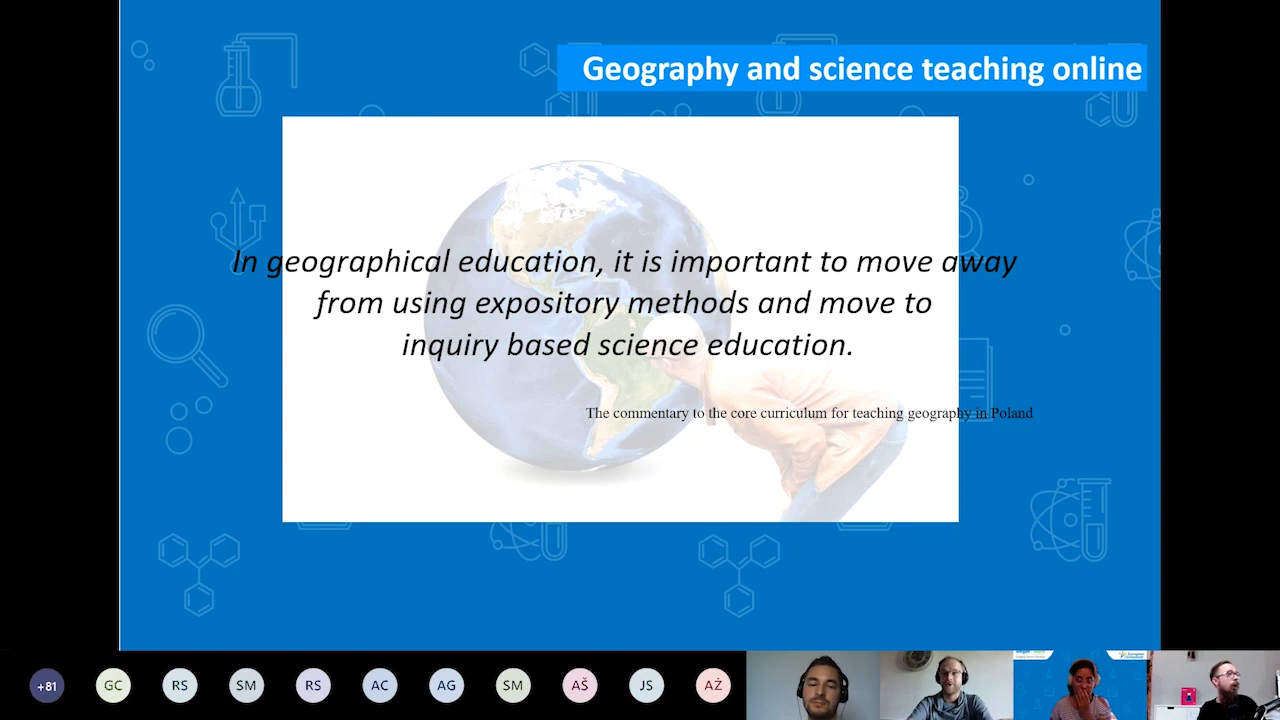 Geography and science teaching online
In geographical education, it is important to move away
from using expository methods and move to
inquiry based science education.
The commentary to the core curriculum for teaching geography in Poland
+81
GC
RS
SM
RS
AC
AG
SM
AŠ
JS
AŽ